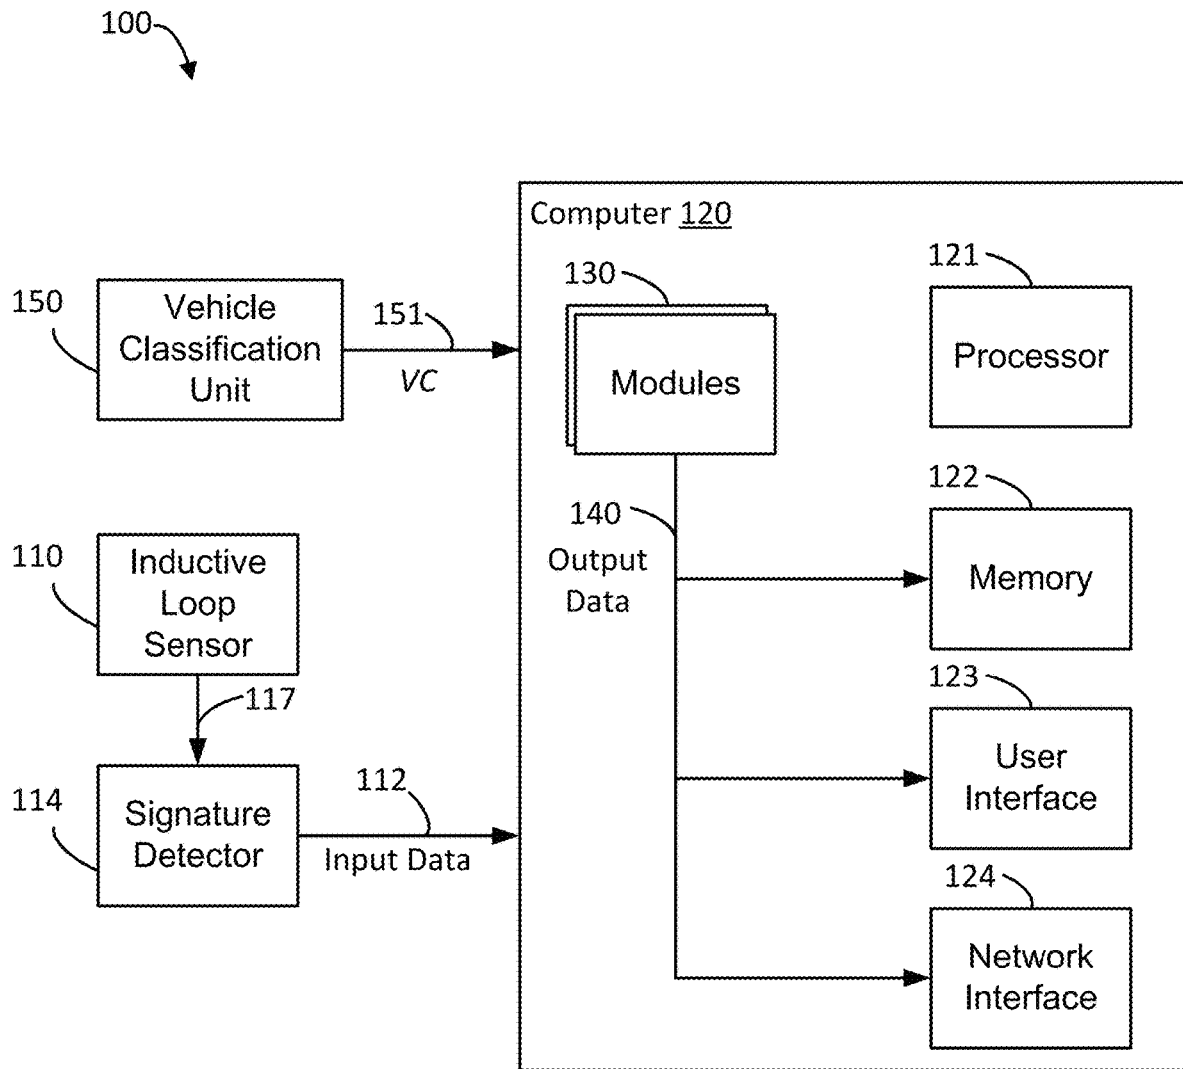 100
Computer 120
130
121
150
Vehicle
Classification
Unit
151
VC
Modules
Processor
122
140
Output
Data
Memory
110
Inductive
Loop
Sensor
117
123
User
Interface
114
Signature
Detector
112
Input Data
124
Network
Interface